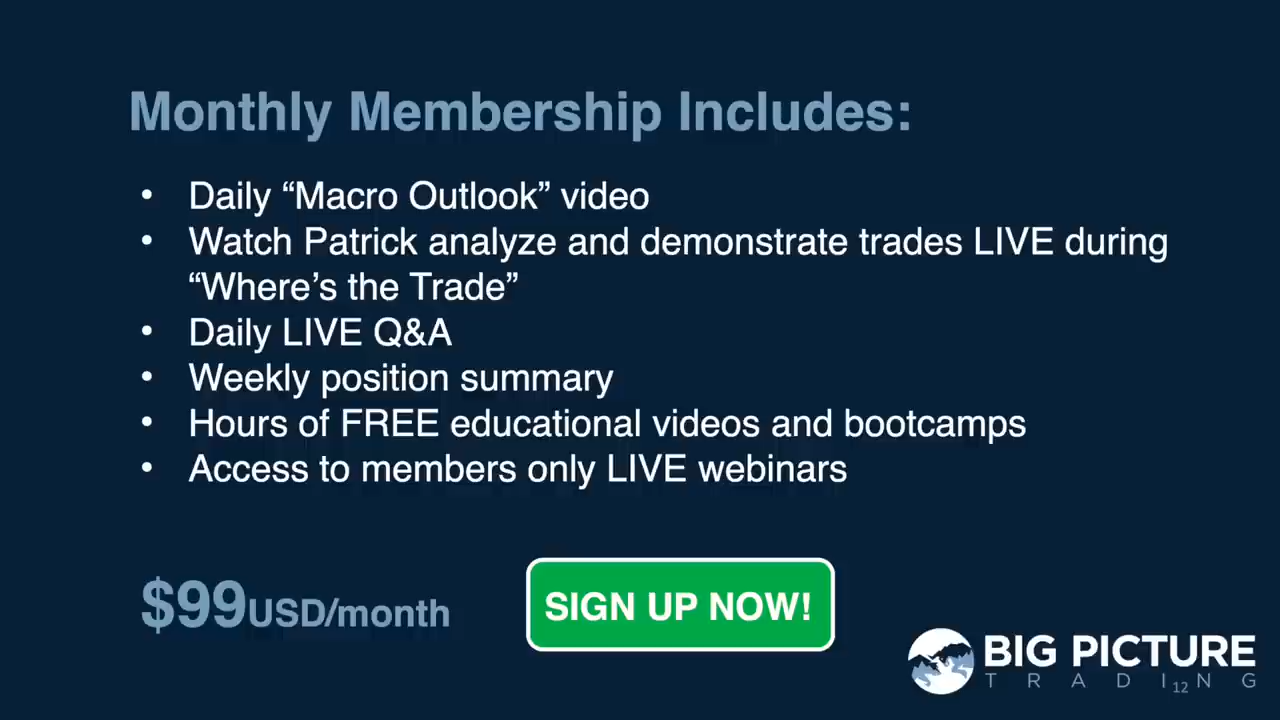 Monthly Membership Includes:
• Daily “Macro Outlook” video
• Watch Patrick analyze and demonstrate trades LIVE during
“Where’s the Trade”
• Daily LIVE Q&A
• Weekly position summary
• Hours of FREE educational videos and bootcamps
• Access to members only LIVE webinars
$99USD/month
SIGN UP NOW!
BIG PICTURE
TRADING
12